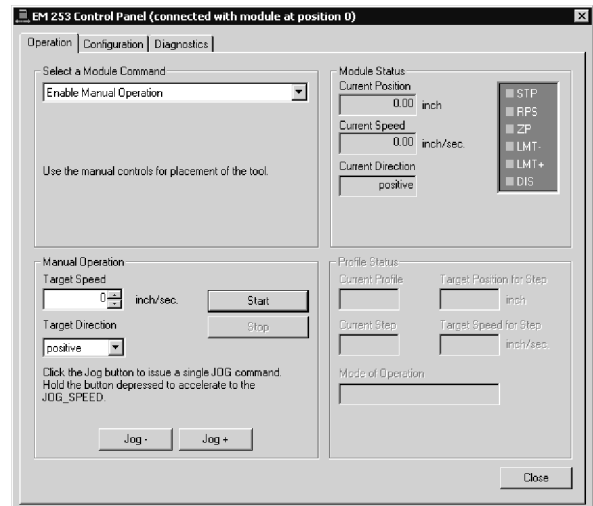 EM 253 Control Panel (connected with module at position 0)
Operation Configuration Diagnostics
Select a Module Command
Enable Manual Operation
Use the manual controls for placement of the tool.
Module Status
Current Position
0.00 inch
Current Speed
0.00 inch/sec.
Current Direction
positive
STP
RPS
ZP
LMT-
LMT+
DIS
Manual Operation
Target Speed
0 inch/sec.
Start
Target Direction
Stop
positive
Click the Jog button to issue a single JOG command.
Hold the button depressed to accelerate to the
JOG_SPEED.
Jog - Jog +
Profile Status
Current Profile Target Position for Step
inch
Current Step Target Speed for Step
inch/sec.
Mode of Operation
Close